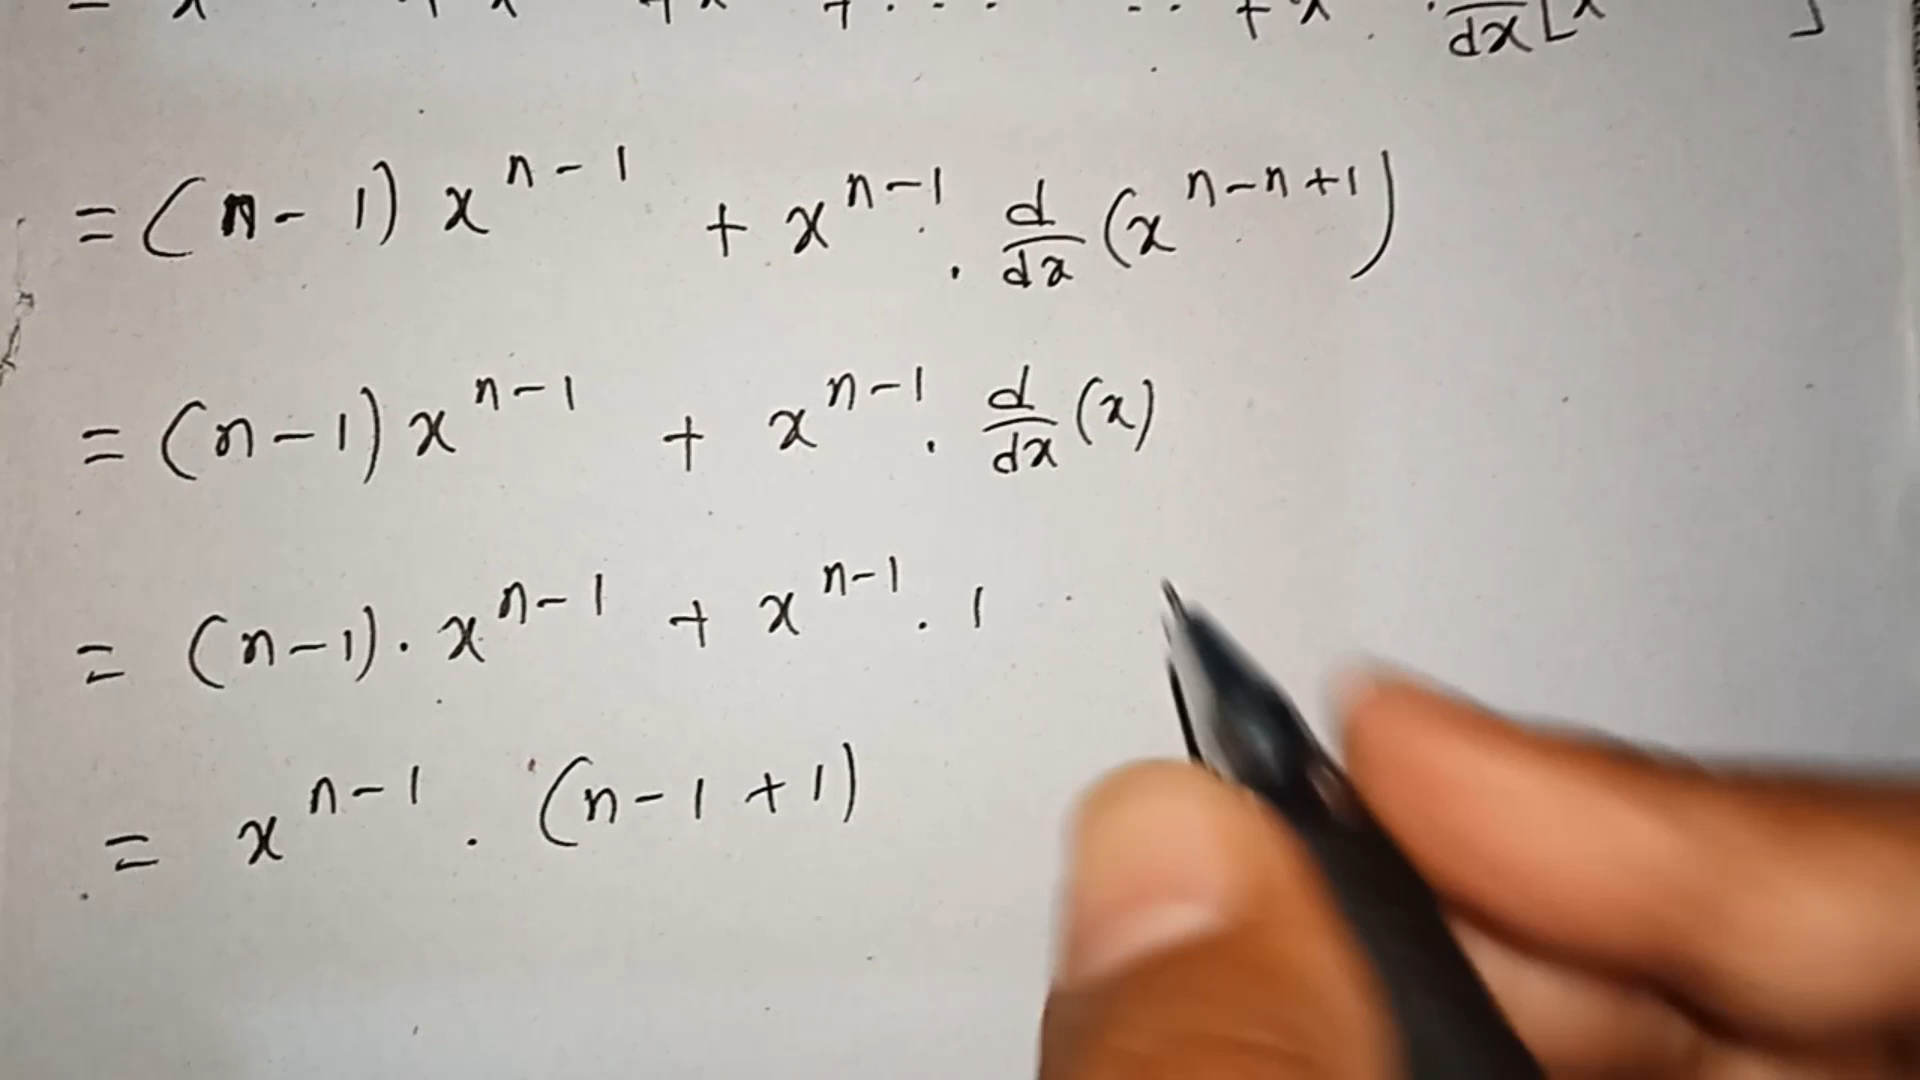 = (n-1) x^{n-1} + x^{n-1} . d/dx (x^{n-n+1})
= (n-1) x^{n-1} + x^{n-1} . d/dx (x)
= (n-1) . x^{n-1} + x^{n-1} . 1
= x^{n-1} . (n-1+1)